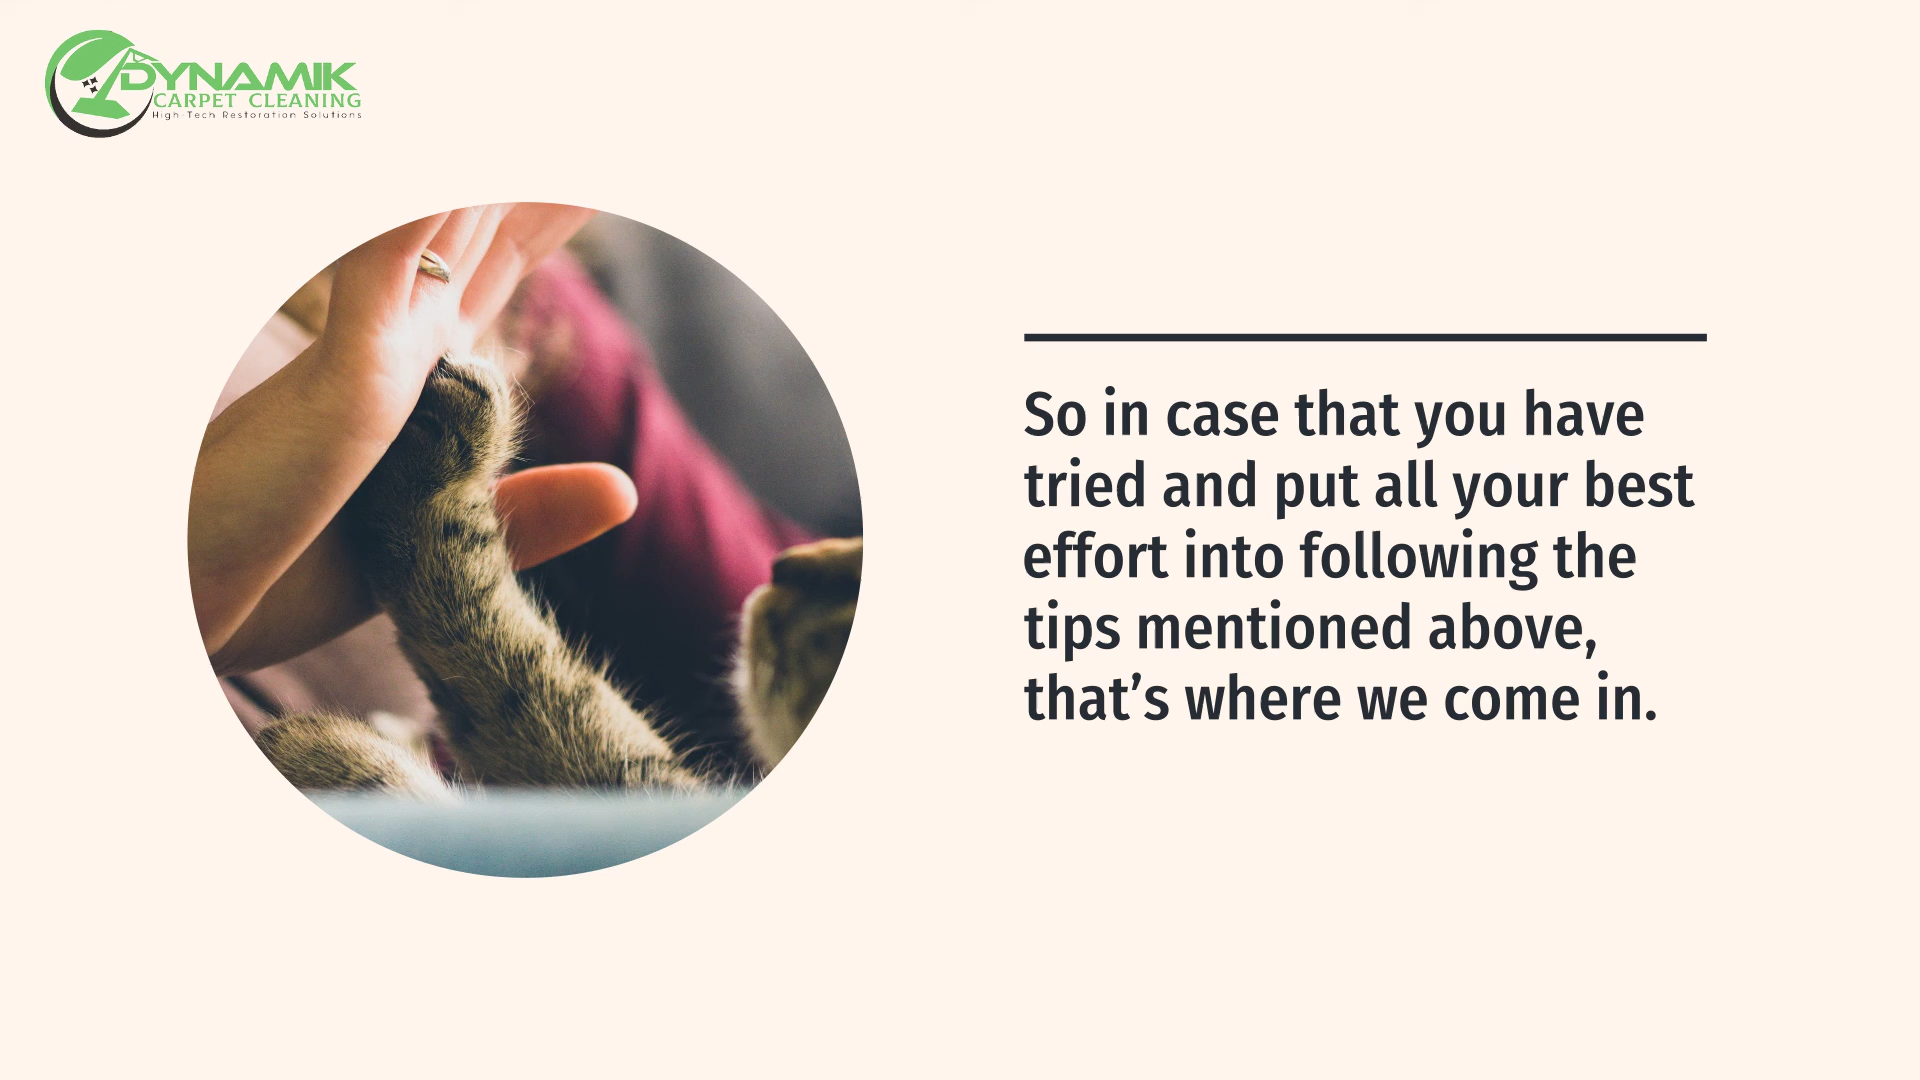 DYNAMIK
CARPET CLEANING
High-Tech Restoration Solutions
So in case that you have
tried and put all your best
effort into following the
tips mentioned above,
that’s where we come in.